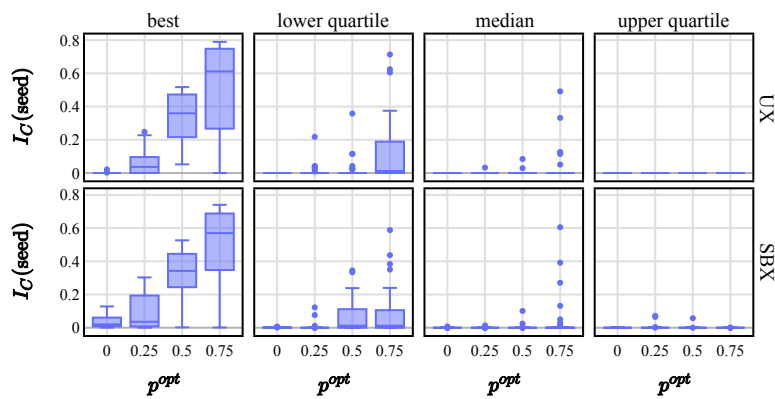 best lower quartile median upper quartile
0.8
0.6
0.4
0.2
0
I_C(seed)
UX
0.8
0.6
0.4
0.2
0
I_C(seed)
SBX
0 0.25 0.5 0.75 0 0.25 0.5 0.75 0 0.25 0.5 0.75 0 0.25 0.5 0.75
p^opt p^opt p^opt p^opt